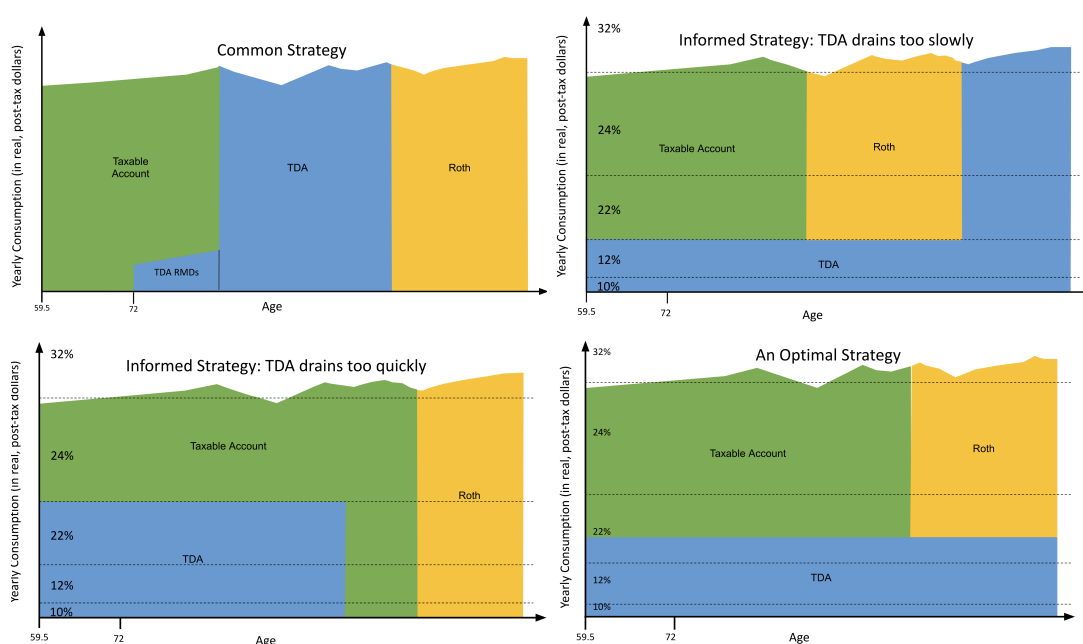 Common Strategy
Yearly Consumption (in real, post-tax dollars)
Taxable
Account
TDA
Roth
TDA RMDs
59.5
72
Age
Informed Strategy: TDA drains too slowly
Yearly Consumption (in real, post-tax dollars)
32%
24%
22%
12%
10%
Taxable Account
Roth
TDA
59.5
72
Age
Informed Strategy: TDA drains too quickly
Yearly Consumption (in real, post-tax dollars)
32%
24%
22%
12%
10%
Taxable Account
Roth
TDA
59.5
72
Age
An Optimal Strategy
Yearly Consumption (in real, post-tax dollars)
32%
24%
22%
12%
10%
Taxable Account
Roth
TDA
59.5
72
Age